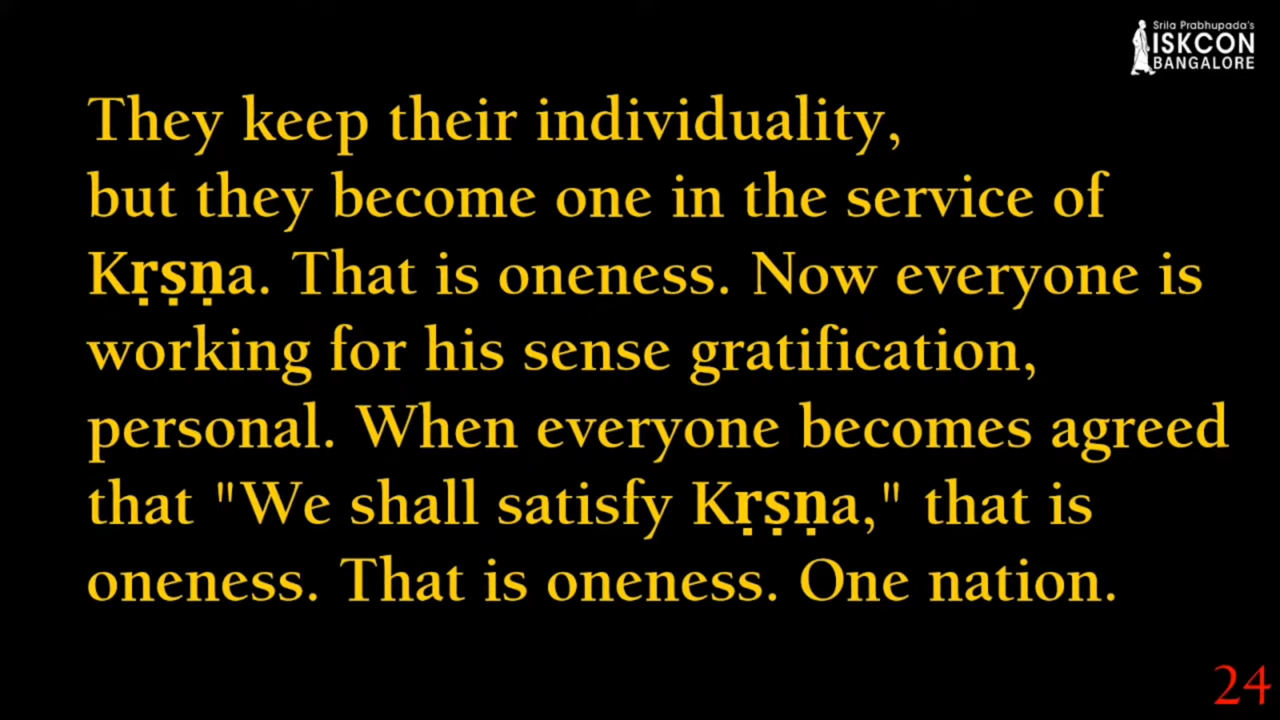 Srila Prabhupada's
ISKCON
BANGALORE
They keep their individuality,
but they become one in the service of
Kṛṣṇa. That is oneness. Now everyone is
working for his sense gratification,
personal. When everyone becomes agreed
that "We shall satisfy Kṛṣṇa," that is
oneness. That is oneness. One nation.
24